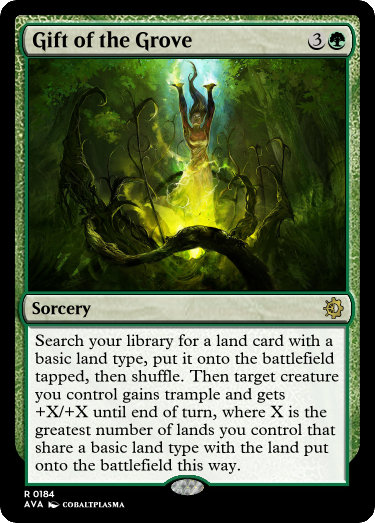 Gift of the Grove 3
Sorcery
Search your library for a land card with a
basic land type, put it onto the battlefield
tapped, then shuffle. Then target creature
you control gains trample and gets
+X/+X until end of turn, where X is the
greatest number of lands you control that
share a basic land type with the land put
onto the battlefield this way.
R 0184
AVA COBALTPLASMA